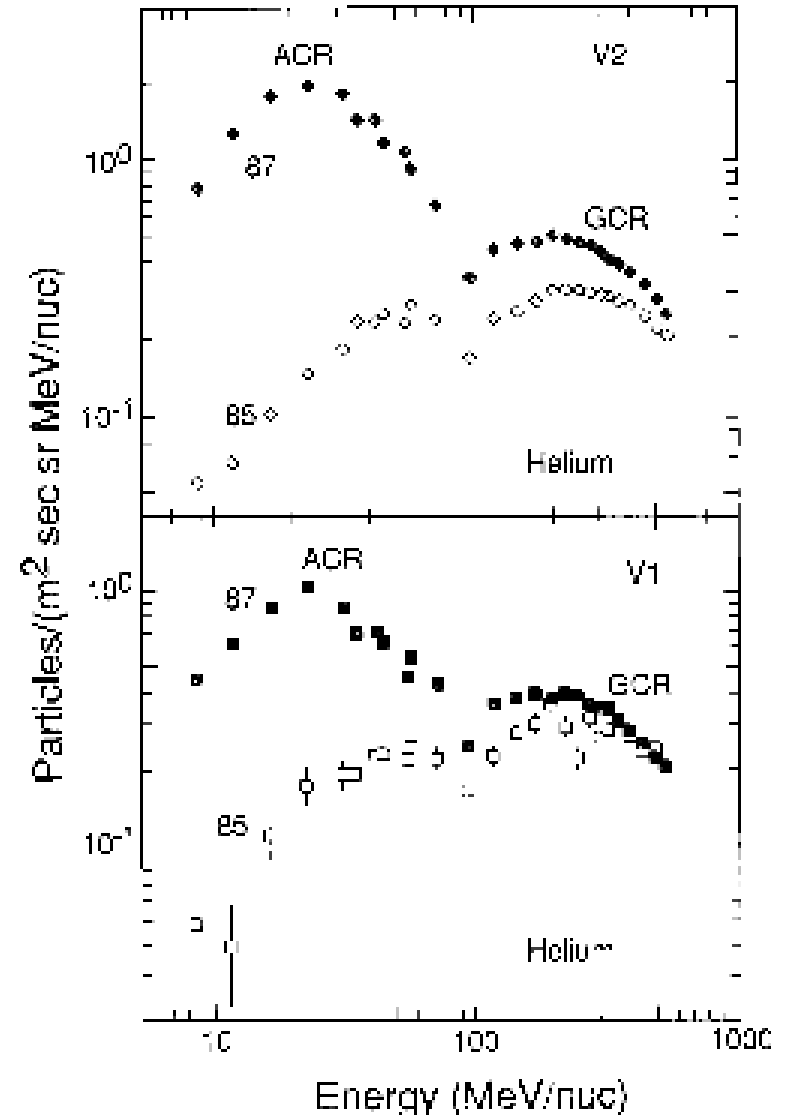 ACR
V2
10⁰
87
GCR
85
10⁻¹
Helium
Particles/(m² sec sr MeV/nuc)
ACR
V1
10⁰
87
GCR
85
10⁻¹
Helium
10
100
1000
Energy (MeV/nuc)